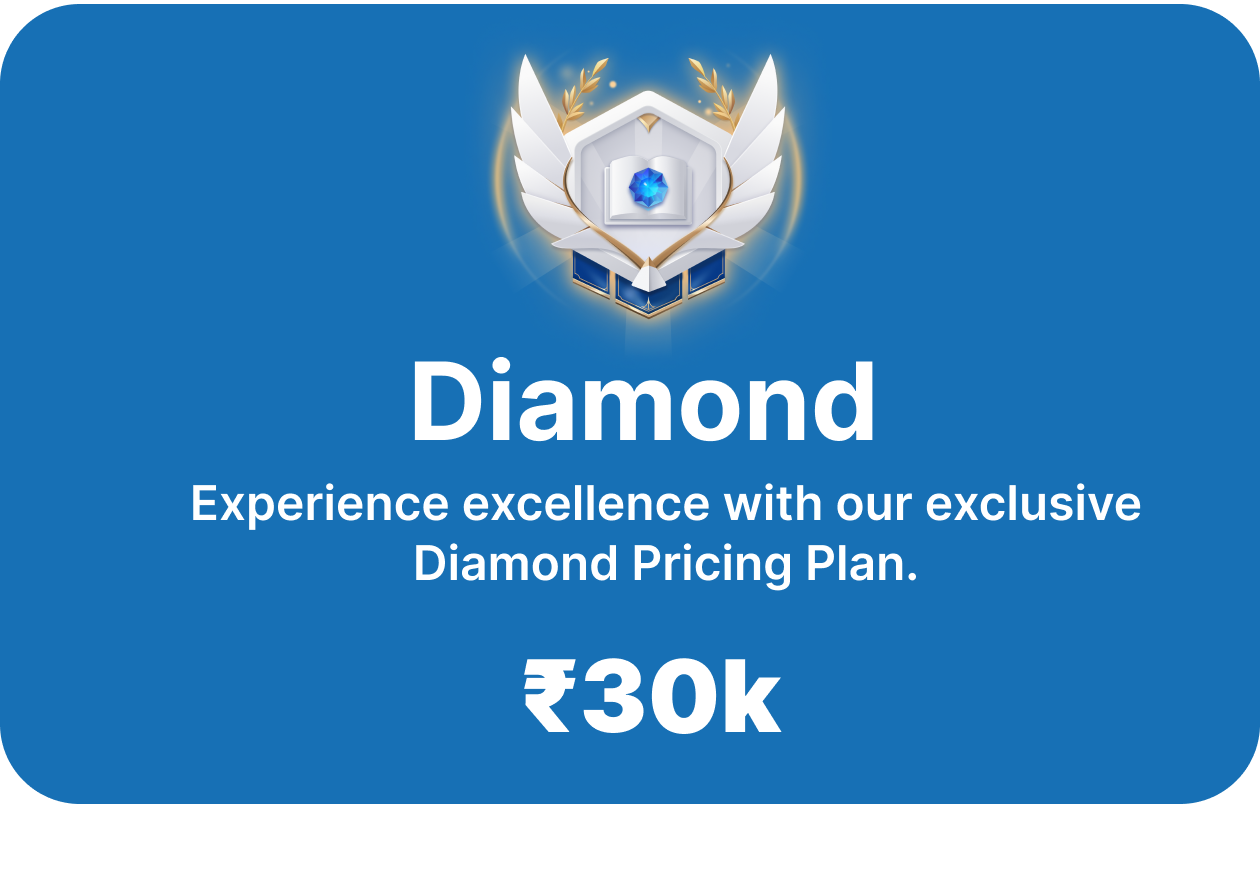 Diamond
Experience excellence with our exclusive
Diamond Pricing Plan.
₹30k